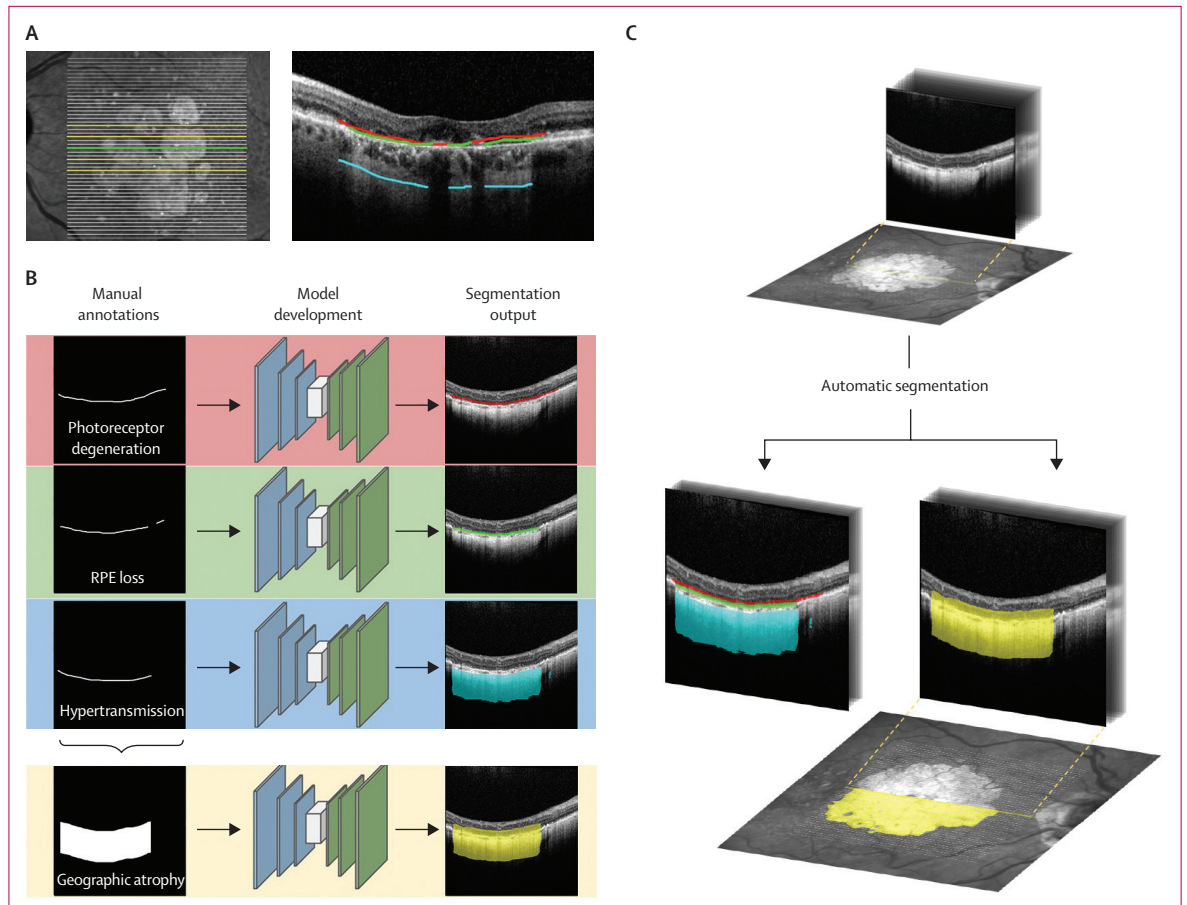 A
B
Manual
annotations
Model
development
Segmentation
output
Photoreceptor
degeneration
RPE loss
Hypertransmission
Geographic atrophy
C
Automatic segmentation